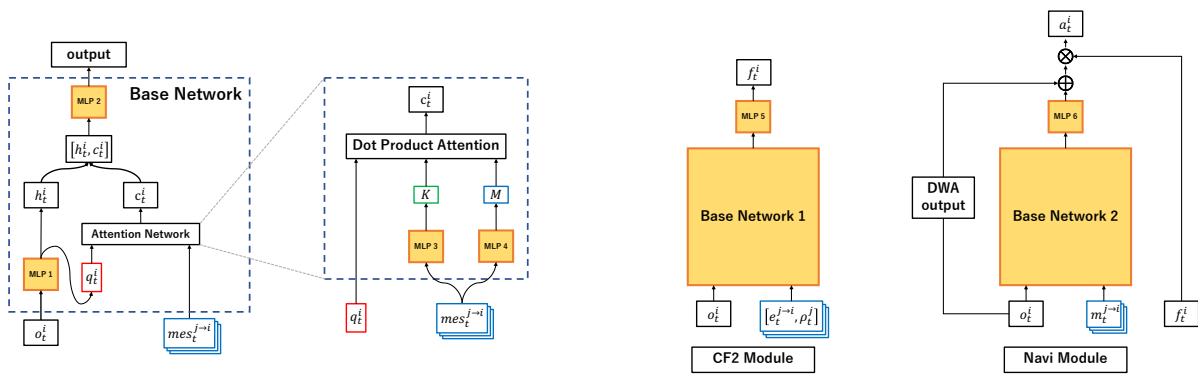 output
Base Network
MLP 2
[h_t^i, c_t^i]
h_t^i
c_t^i
Attention Network
MLP 1
q_t^i
o_t^i
mes_t^{j→i}
c_t^i
Dot Product Attention
K
M
MLP 3
MLP 4
q_t^i
mes_t^{j→i}
f_t^i
MLP 5
Base Network 1
o_t^i
[e_t^{j→i}, ρ_t^j]
CF2 Module
a_t^i
⊗
⊕
MLP 6
DWA
output
Base Network 2
o_t^i
m_t^{j→i}
f_t^i
Navi Module